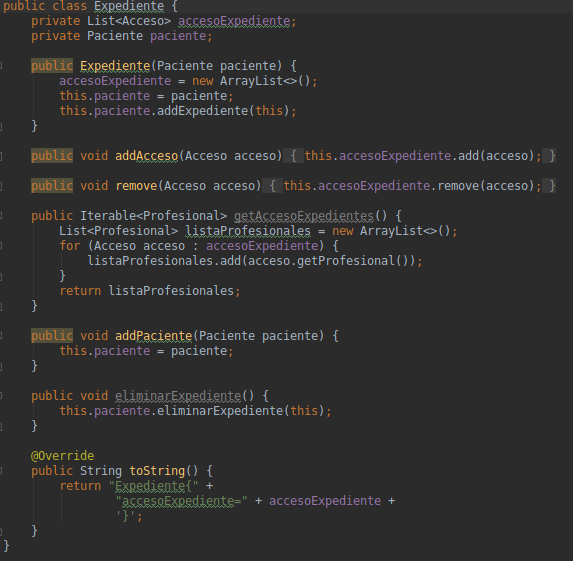 public class Expediente {
private List<Acceso> accesoExpediente;
private Paciente paciente;
public Expediente(Paciente paciente) {
accesoExpediente = new ArrayList<>();
this.paciente = paciente;
this.paciente.addExpediente(this);
}
public void addAcceso(Acceso acceso) { this.accesoExpediente.add(acceso); }
public void remove(Acceso acceso) { this.accesoExpediente.remove(acceso); }
public Iterable<Profesional> getAccesoExpedientes() {
List<Profesional> listaProfesionales = new ArrayList<>();
for (Acceso acceso : accesoExpediente) {
listaProfesionales.add(acceso.getProfesional());
}
return listaProfesionales;
}
public void addPaciente(Paciente paciente) {
this.paciente = paciente;
}
public void eliminarExpediente() {
this.paciente.eliminarExpediente(this);
}
@Override
public String toString() {
return "Expediente{" +
"accesoExpediente=" + accesoExpediente +
'}';
}
}